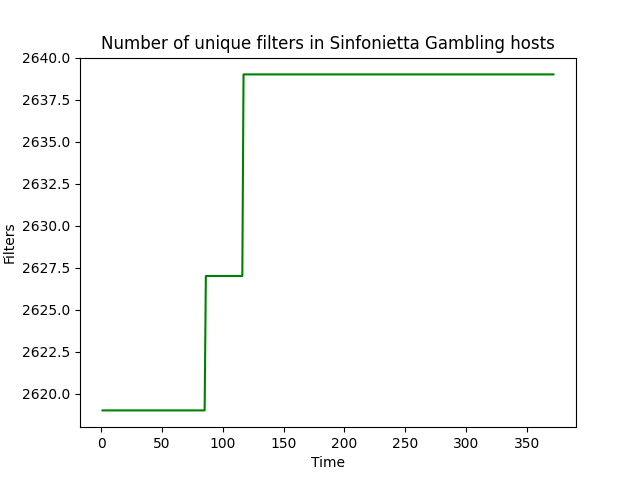 Number of unique filters in Sinfonietta Gambling hosts
2640.0
2637.5
2635.0
2632.5
2630.0
2627.5
2625.0
2622.5
2620.0
Filters
0 50 100 150 200 250 300 350
Time